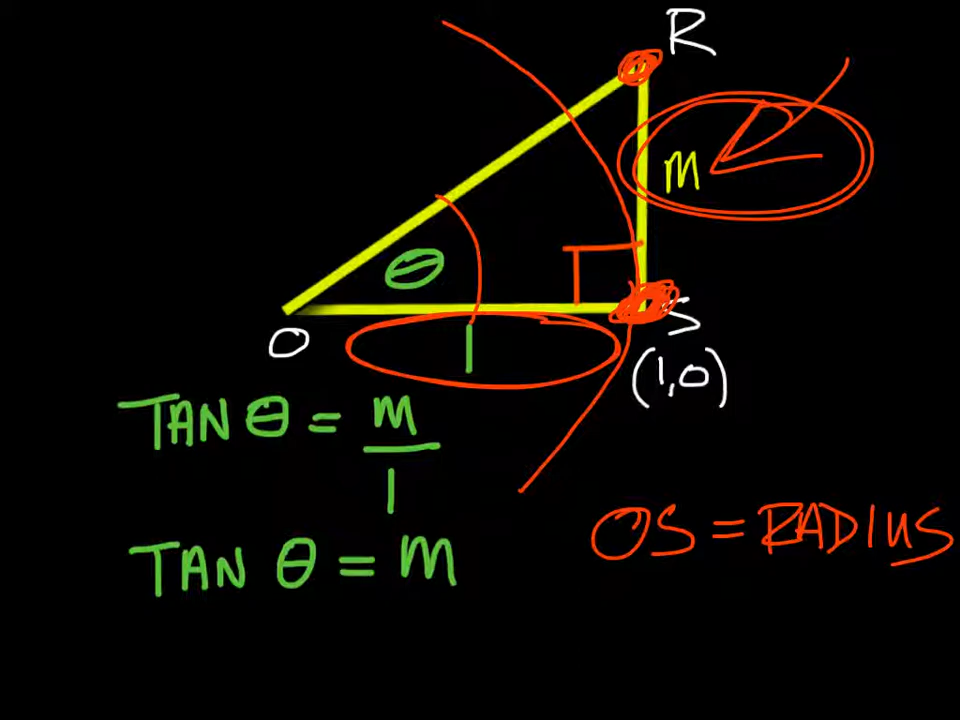 R
m
θ
O
S
1
(1,0)
TAN θ = m
1
TAN θ = m
OS = RADIUS